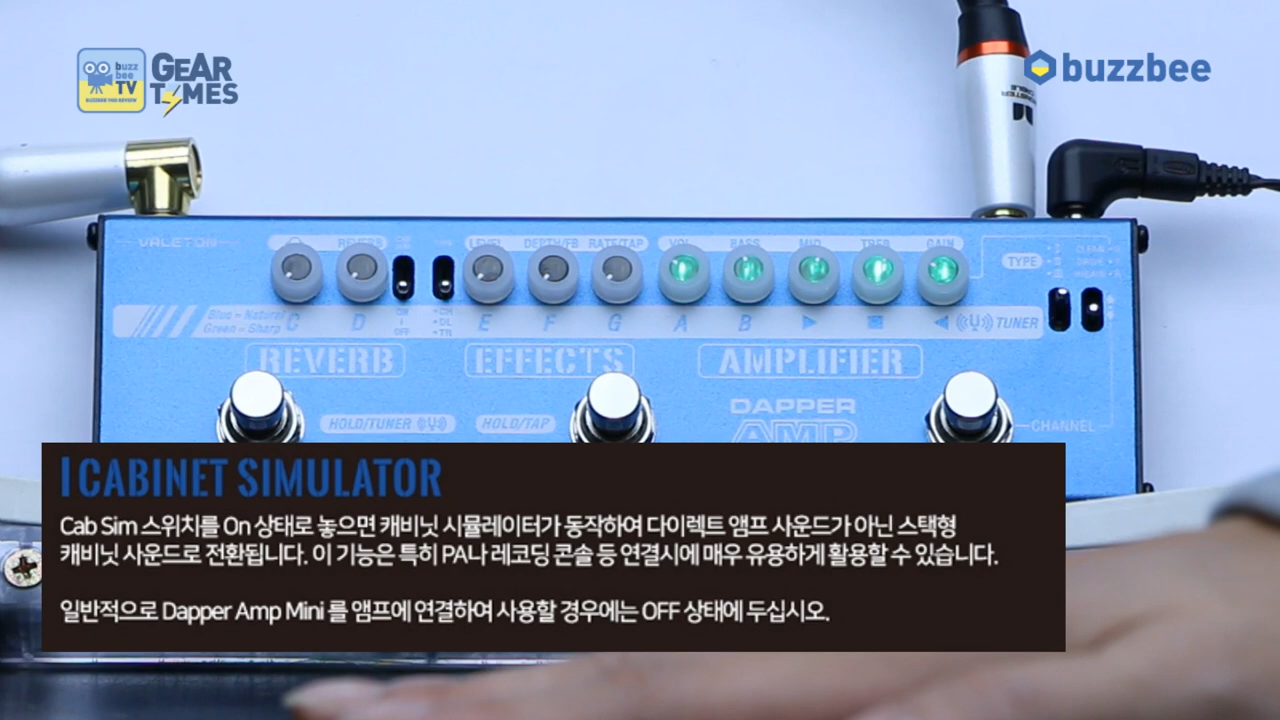 buzz
bee
TV
BUZZBEE VOD REVIEW
GEAR
TIMES
buzzbee
MONSTER
CABLE
VALETON
REVERB
LEVEL DEPTH/FB RATE/TAP
VOL BASS MID TREB GAIN
TYPE
Blue = Natural
Green = Sharp
C D
ON
OFF
E F G A B
TUNER
REVERB EFFECTS AMPLIFIER
HOLD/TUNER
HOLD/TAP
DAPPER
AMP
CHANNEL
CABINET SIMULATOR
Cab Sim 스위치를 On 상태로 놓으면 캐비닛 시뮬레이터가 동작하여 다이렉트 앰프 사운드가 아닌 스택형
캐비닛 사운드로 전환됩니다. 이 기능은 특히 PA나 레코딩 콘솔 등 연결시에 매우 유용하게 활용할 수 있습니다.
일반적으로 Dapper Amp Mini 를 앰프에 연결하여 사용할 경우에는 OFF 상태에 두십시오.